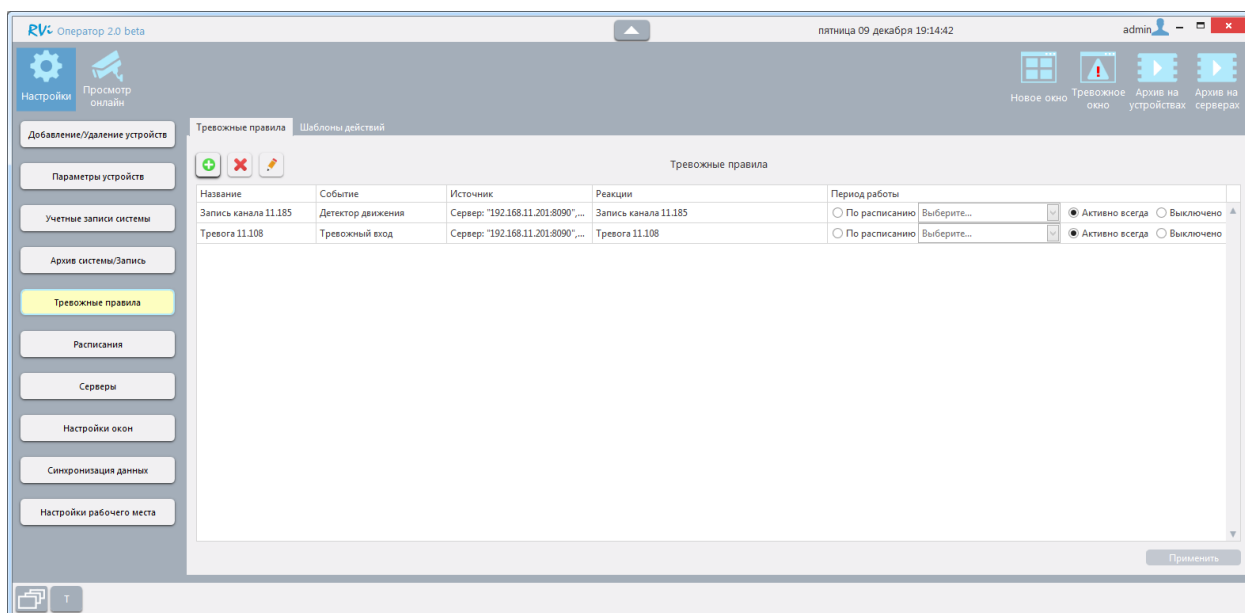 RVi Оператор 2.0 beta
пятница 09 декабря 19:14:42
admin
Настройки
Просмотр
онлайн
Новое окно
Тревожное
окно
Архив на
устройствах
Архив на
серверах
Добавление/Удаление устройств
Параметры устройств
Учетные записи системы
Архив системы/Запись
Тревожные правила
Расписания
Серверы
Настройки окон
Синхронизация данных
Настройки рабочего места
Тревожные правила Шаблоны действий
Тревожные правила
Название Событие Источник Реакции Период работы
Запись канала 11.185 Детектор движения Сервер: "192.168.11.201:8090",... Запись канала 11.185 По расписанию Выберите... Активно всегда Выключено
Тревога 11.108 Тревожный вход Сервер: "192.168.11.201:8090",... Тревога 11.108 По расписанию Выберите... Активно всегда Выключено
Применить
T